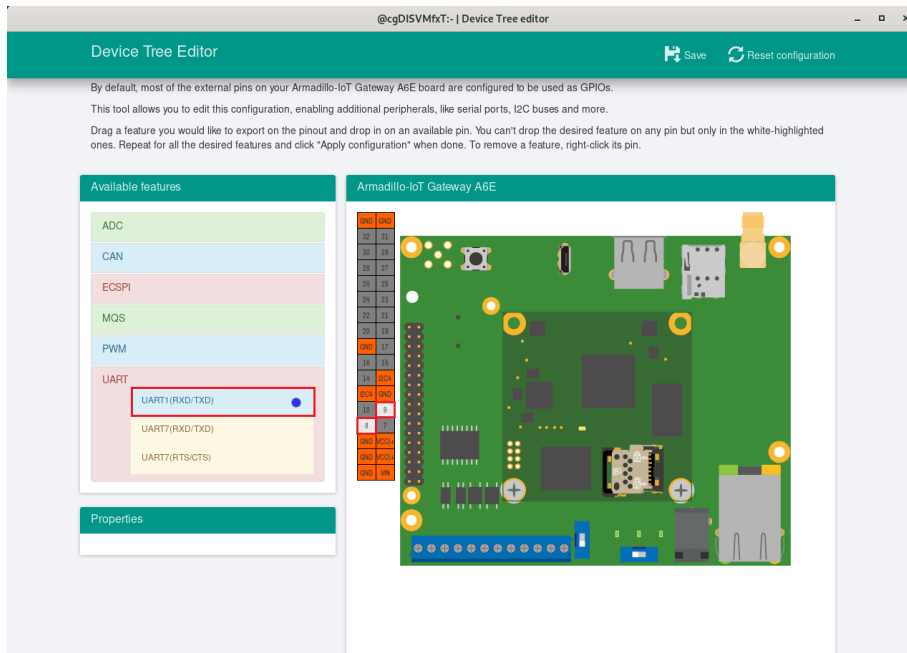 @cgDISVMfxT:- | Device Tree editor
Device Tree Editor
Save
Reset configuration
By default, most of the external pins on your Armadillo-IoT Gateway A6E board are configured to be used as GPIOs.
This tool allows you to edit this configuration, enabling additional peripherals, like serial ports, I2C buses and more.
Drag a feature you would like to export on the pinout and drop in on an available pin. You can't drop the desired feature on any pin but only in the white-highlighted
ones. Repeat for all the desired features and click "Apply configuration" when done. To remove a feature, right-click its pin.
Available features
ADC
CAN
ECSPI
MQS
PWM
UART
UART1(RXD/TXD)
UART7(RXD/TXD)
UART7(RTS/CTS)
Properties
Armadillo-IoT Gateway A6E
GND GND
32 31
30 29
28 27
26 25
24 23
22 21
20 19
GND 17
16 15
14 I2C4
I2C4 GND
10 9
8 7
GND VCC(+
GND VCC(+
GND VIN